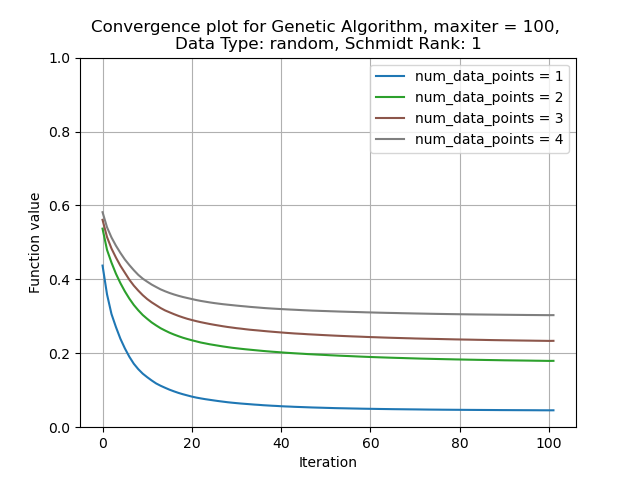 Convergence plot for Genetic Algorithm, maxiter = 100,
Data Type: random, Schmidt Rank: 1
1.0
0.8
0.6
0.4
0.2
0.0
Function value
num_data_points = 1
num_data_points = 2
num_data_points = 3
num_data_points = 4
0 20 40 60 80 100
Iteration